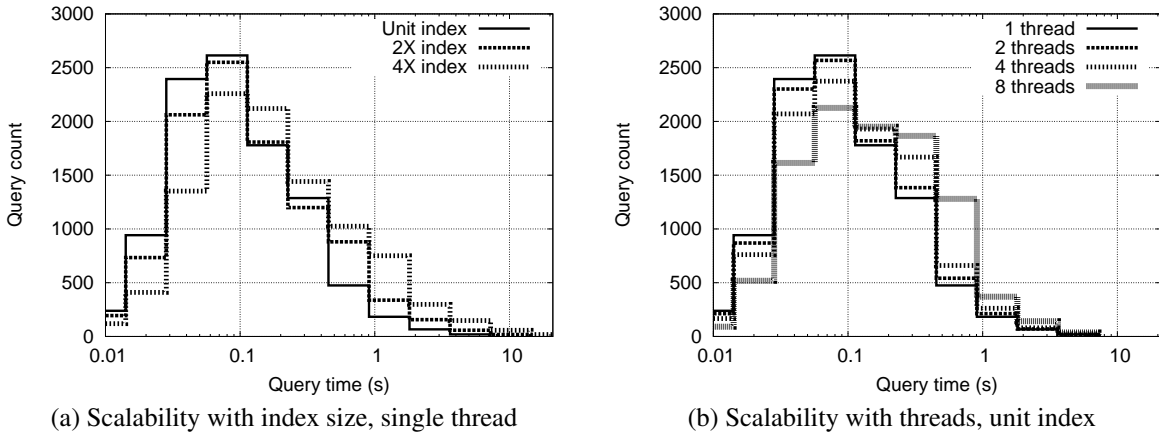 3000
2500
2000
1500
1000
500
0
Query count
Unit index
2X index
4X index
0.01 0.1 1 10
Query time (s)
(a) Scalability with index size, single thread
3000
2500
2000
1500
1000
500
0
Query count
1 thread
2 threads
4 threads
8 threads
0.01 0.1 1 10
Query time (s)
(b) Scalability with threads, unit index